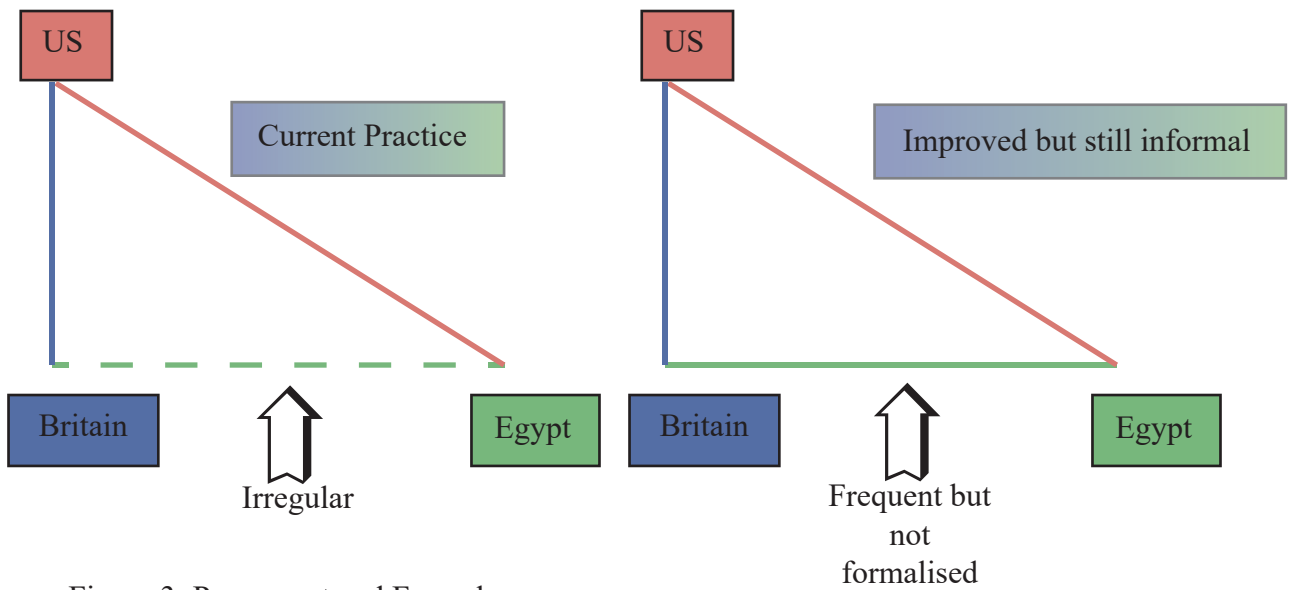 US
Current Practice
Britain
Egypt
Irregular
US
Improved but still informal
Britain
Egypt
Frequent but
not
formalised